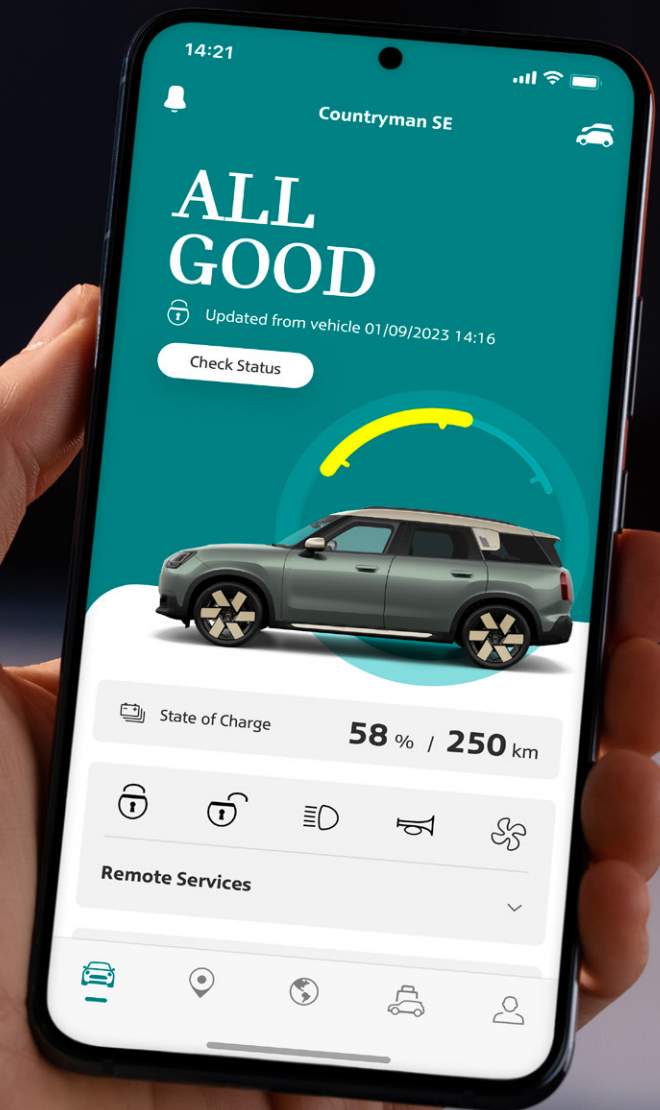 14:21
Countryman SE
ALL
GOOD
Updated from vehicle 01/09/2023 14:16
Check Status
State of Charge
58 % / 250 km
Remote Services